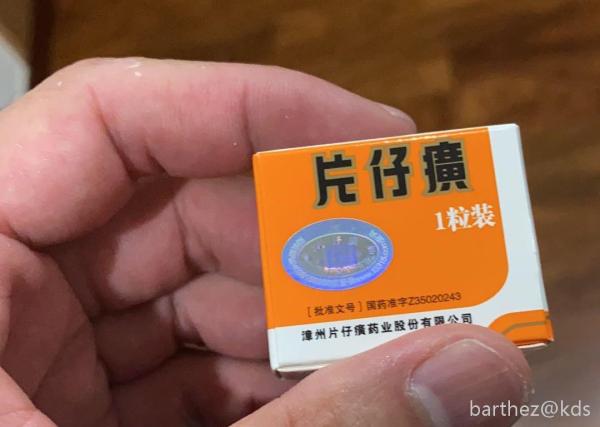 片仔癀
1粒装
[批准文号] 国药准字Z35020243
漳州片仔癀药业股份有限公司
barthez@kds